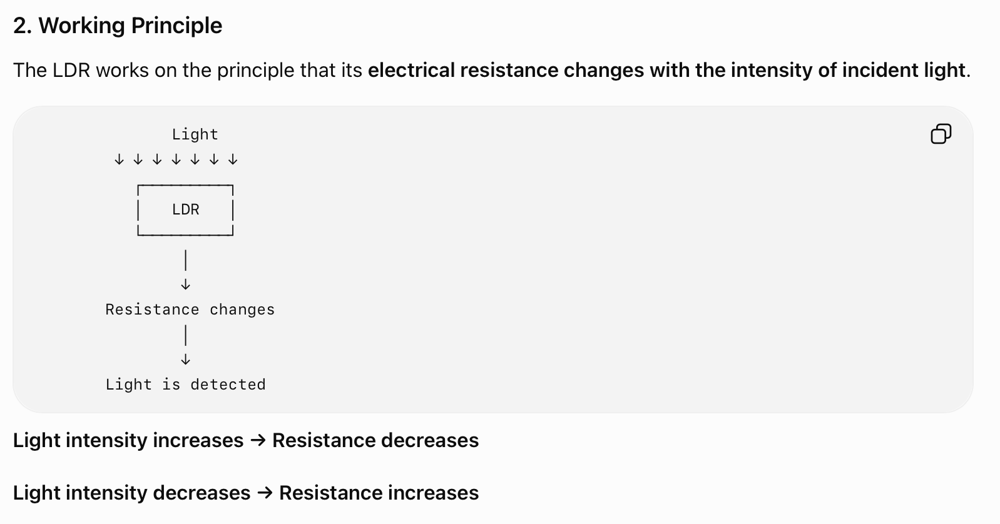 2. Working Principle
The LDR works on the principle that its electrical resistance changes with the intensity of incident light.
Light
↓ ↓ ↓ ↓ ↓ ↓ ↓
LDR
↓
Resistance changes
↓
Light is detected
Light intensity increases → Resistance decreases
Light intensity decreases → Resistance increases